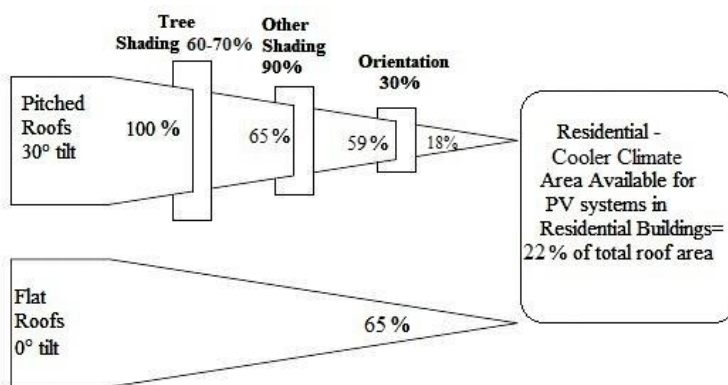 Tree
Shading 60-70%
Other
Shading
90%
Orientation
30%
Pitched
Roofs
30° tilt
100 %
65 %
59 %
18%
Residential -
Cooler Climate
Area Available for
PV systems in
Residential Buildings=
22 % of total roof area
Flat
Roofs
0° tilt
65 %